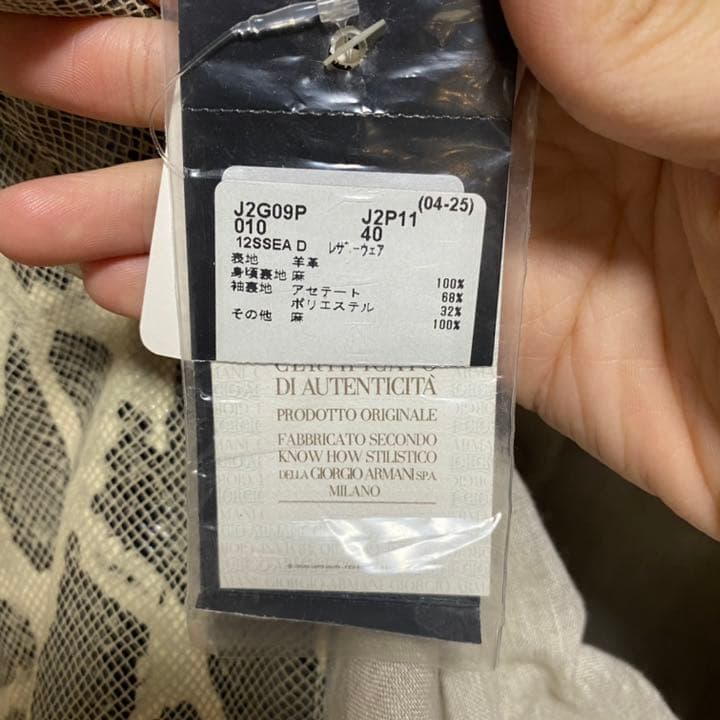 J2G09P J2P11 (04-25)
010 40
12SSEA D レザーウェア
表地 羊革
身頃裏地 麻 100%
袖裏地 アセテート 68%
ポリエステル 32%
その他 麻 100%
CERTIFICATO
DI AUTENTICITÁ
PRODOTTO ORIGINALE
FABBRICATO SECONDO
KNOW HOW STILISTICO
DELLA GIORGIO ARMANI SPA
MILANO